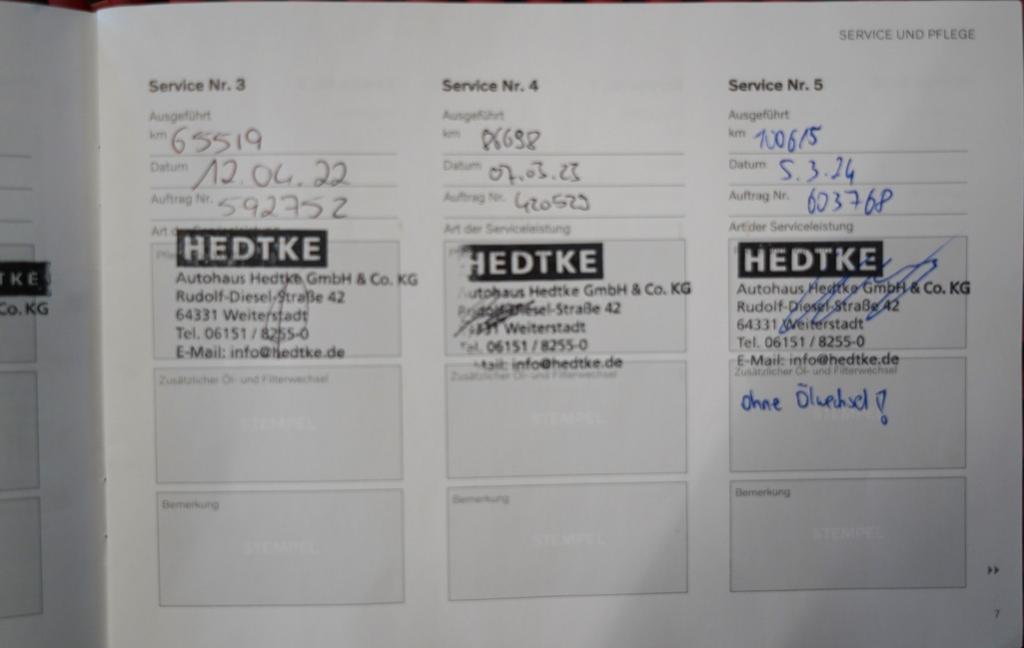 KE
Co. KG
SERVICE UND PFLEGE
Service Nr. 3
Ausgeführt
km 65519
Datum 12.04.22
Auftrag Nr. 592752
Art der Serviceleistung
HEDTKE
Autohaus Hedtke GmbH & Co. KG
Rudolf-Diesel-Straße 42
64331 Weiterstadt
Tel. 06151 / 8255-0
E-Mail: info@hedtke.de
Zusätzlicher Öl- und Filterwechsel
STEMPEL
Bemerkung
STEMPEL
Service Nr. 4
Ausgeführt
km 86698
Datum 07.03.23
Auftrag Nr. 420529
Art der Serviceleistung
HEDTKE
Autohaus Hedtke GmbH & Co. KG
Rudolf-Diesel-Straße 42
64331 Weiterstadt
Tel. 06151 / 8255-0
Mail: info@hedtke.de
Zusätzlicher Öl- und Filterwechsel
STEMPEL
Bemerkung
STEMPEL
Service Nr. 5
Ausgeführt
km 100615
Datum 5.3.24
Auftrag Nr. 603768
Art der Serviceleistung
HEDTKE
Autohaus Hedtke GmbH & Co. KG
Rudolf-Diesel-Straße 42
64331 Weiterstadt
Tel. 06151 / 8255-0
E-Mail: info@hedtke.de
Zusätzlicher Öl- und Filterwechsel
ohne Ölwechsel!
Bemerkung
STEMPEL
7